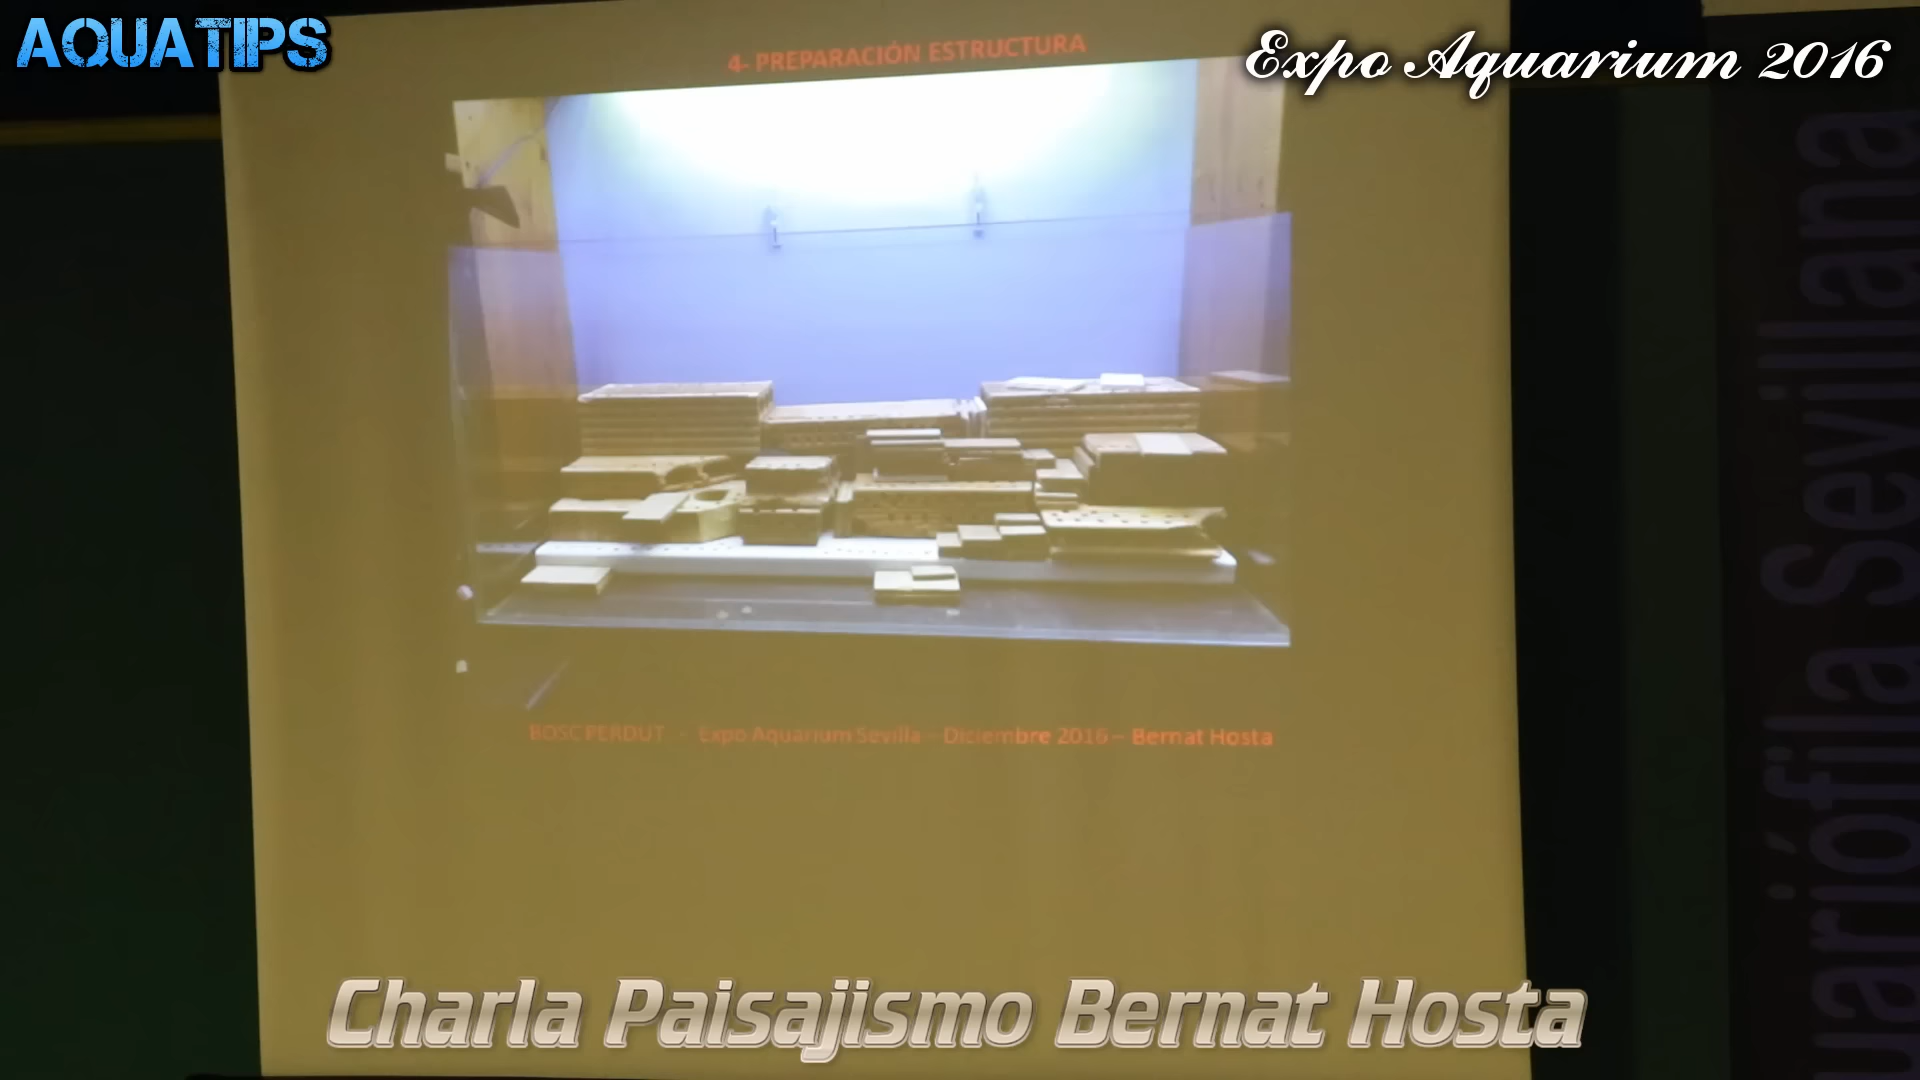 AQUATIPS
Expo Aquarium 2016
4- PREPARACIÓN ESTRUCTURA
BOSC PERDUT - Expo Aquarium Sevilla – Diciembre 2016 – Bernat Hosta
Charla Paisajismo Bernat Hosta
uariófila Sevillana